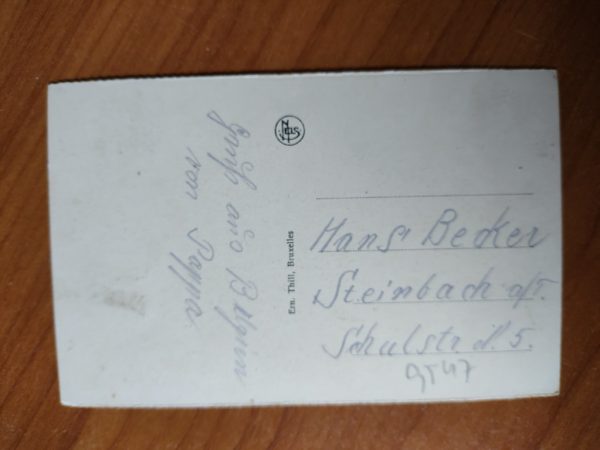 Gruß aus Belgien
von Pappa
Ern. Thill, Bruxelles
Hans Becker
Steinbach a/T.
Schulstr. 5.
9547